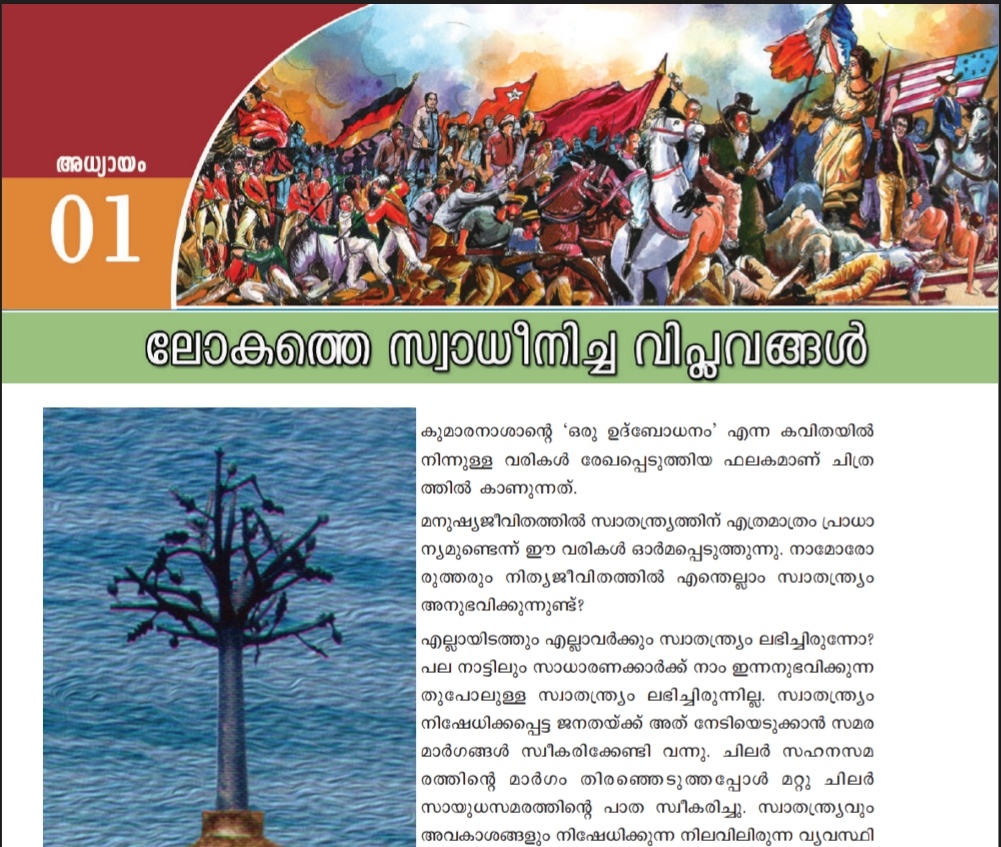 അധ്യായം
01
ലോകത്തെ സ്വാധീനിച്ച വിപ്ലവങ്ങൾ
കുമാരനാശാന്റെ ‘ഒരു ഉദ്ബോധനം’ എന്ന കവിതയിൽ
നിന്നുള്ള വരികൾ രേഖപ്പെടുത്തിയ ഫലകമാണ് ചിത്ര
ത്തിൽ കാണുന്നത്.
മനുഷ്യജീവിതത്തിൽ സ്വാതന്ത്ര്യത്തിന് എത്രമാത്രം പ്രാധാ
ന്യമുണ്ടെന്ന് ഈ വരികൾ ഓർമപ്പെടുത്തുന്നു. നാമോരോ
രുത്തരും നിത്യജീവിതത്തിൽ എന്തെല്ലാം സ്വാതന്ത്ര്യം
അനുഭവിക്കുന്നുണ്ട്?
എല്ലായിടത്തും എല്ലാവർക്കും സ്വാതന്ത്ര്യം ലഭിച്ചിരുന്നോ?
പല നാട്ടിലും സാധാരണക്കാർക്ക് നാം ഇന്നനുഭവിക്കുന്ന
തുപോലുള്ള സ്വാതന്ത്ര്യം ലഭിച്ചിരുന്നില്ല. സ്വാതന്ത്ര്യം
നിഷേധിക്കപ്പെട്ട ജനതയ്ക്ക് അത് നേടിയെടുക്കാൻ സമര
മാർഗങ്ങൾ സ്വീകരിക്കേണ്ടി വന്നു. ചിലർ സഹനസമ
രത്തിന്റെ മാർഗം തിരഞ്ഞെടുത്തപ്പോൾ മറ്റു ചിലർ
സായുധസമരത്തിന്റെ പാത സ്വീകരിച്ചു. സ്വാതന്ത്ര്യവും
അവകാശങ്ങളും നിഷേധിക്കുന്ന നിലവിലിരുന്ന വ്യവസ്ഥി